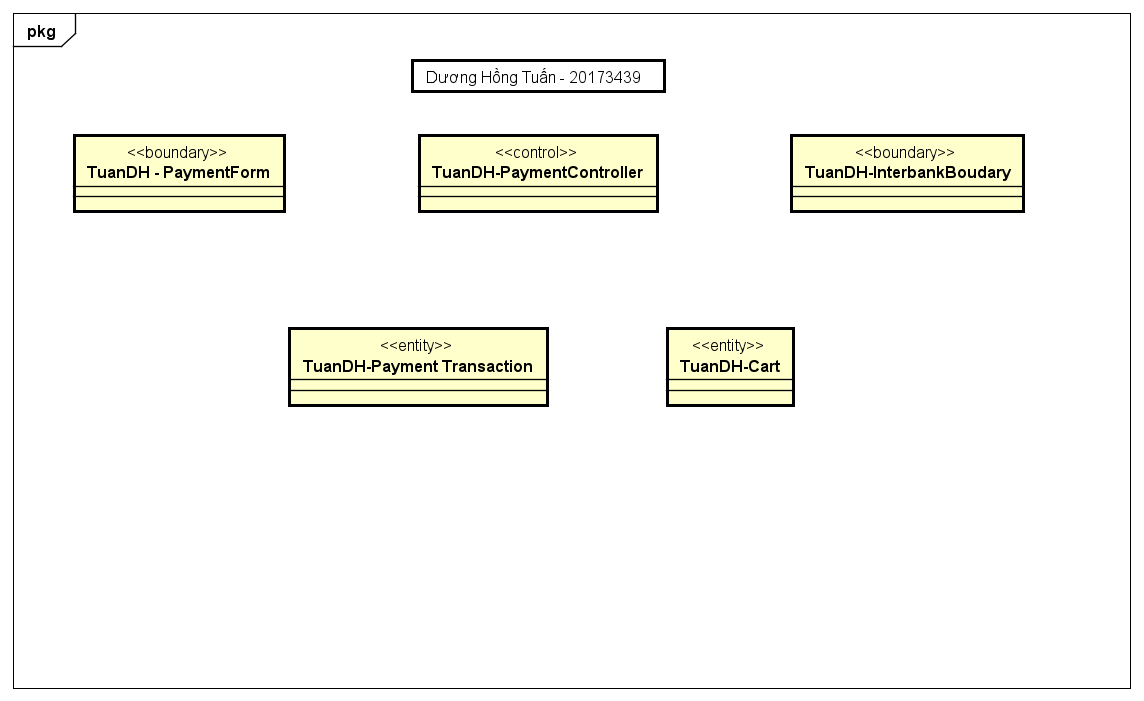 pkg
Dương Hồng Tuấn - 20173439
<<boundary>>
TuanDH - PaymentForm
<<control>>
TuanDH-PaymentController
<<boundary>>
TuanDH-InterbankBoudary
<<entity>>
TuanDH-Payment Transaction
<<entity>>
TuanDH-Cart